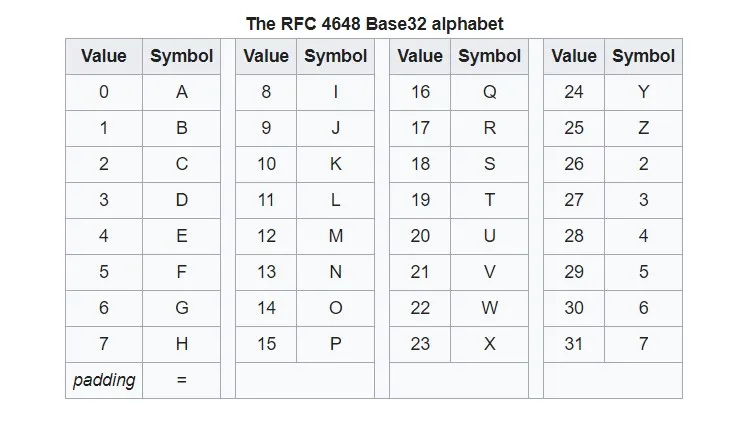 The RFC 4648 Base32 alphabet
Value Symbol Value Symbol Value Symbol Value Symbol
0 A 8 I 16 Q 24 Y
1 B 9 J 17 R 25 Z
2 C 10 K 18 S 26 2
3 D 11 L 19 T 27 3
4 E 12 M 20 U 28 4
5 F 13 N 21 V 29 5
6 G 14 O 22 W 30 6
7 H 15 P 23 X 31 7
padding =